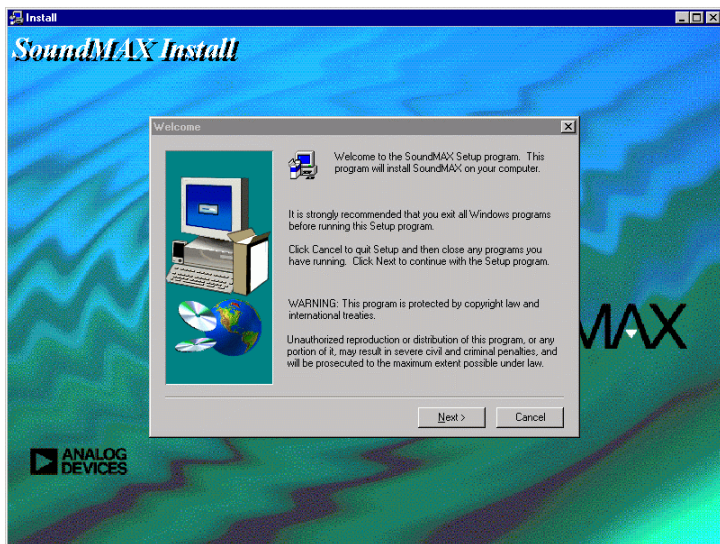 Install
SoundMAX Install
Welcome
Welcome to the SoundMAX Setup program. This
program will install SoundMAX on your computer.
It is strongly recommended that you exit all Windows programs
before running this Setup program.
Click Cancel to quit Setup and then close any programs you
have running. Click Next to continue with the Setup program.
WARNING: This program is protected by copyright law and
international treaties.
Unauthorized reproduction or distribution of this program, or any
portion of it, may result in severe civil and criminal penalties, and
will be prosecuted to the maximum extent possible under law.
MAX
Next >
Cancel
ANALOG
DEVICES